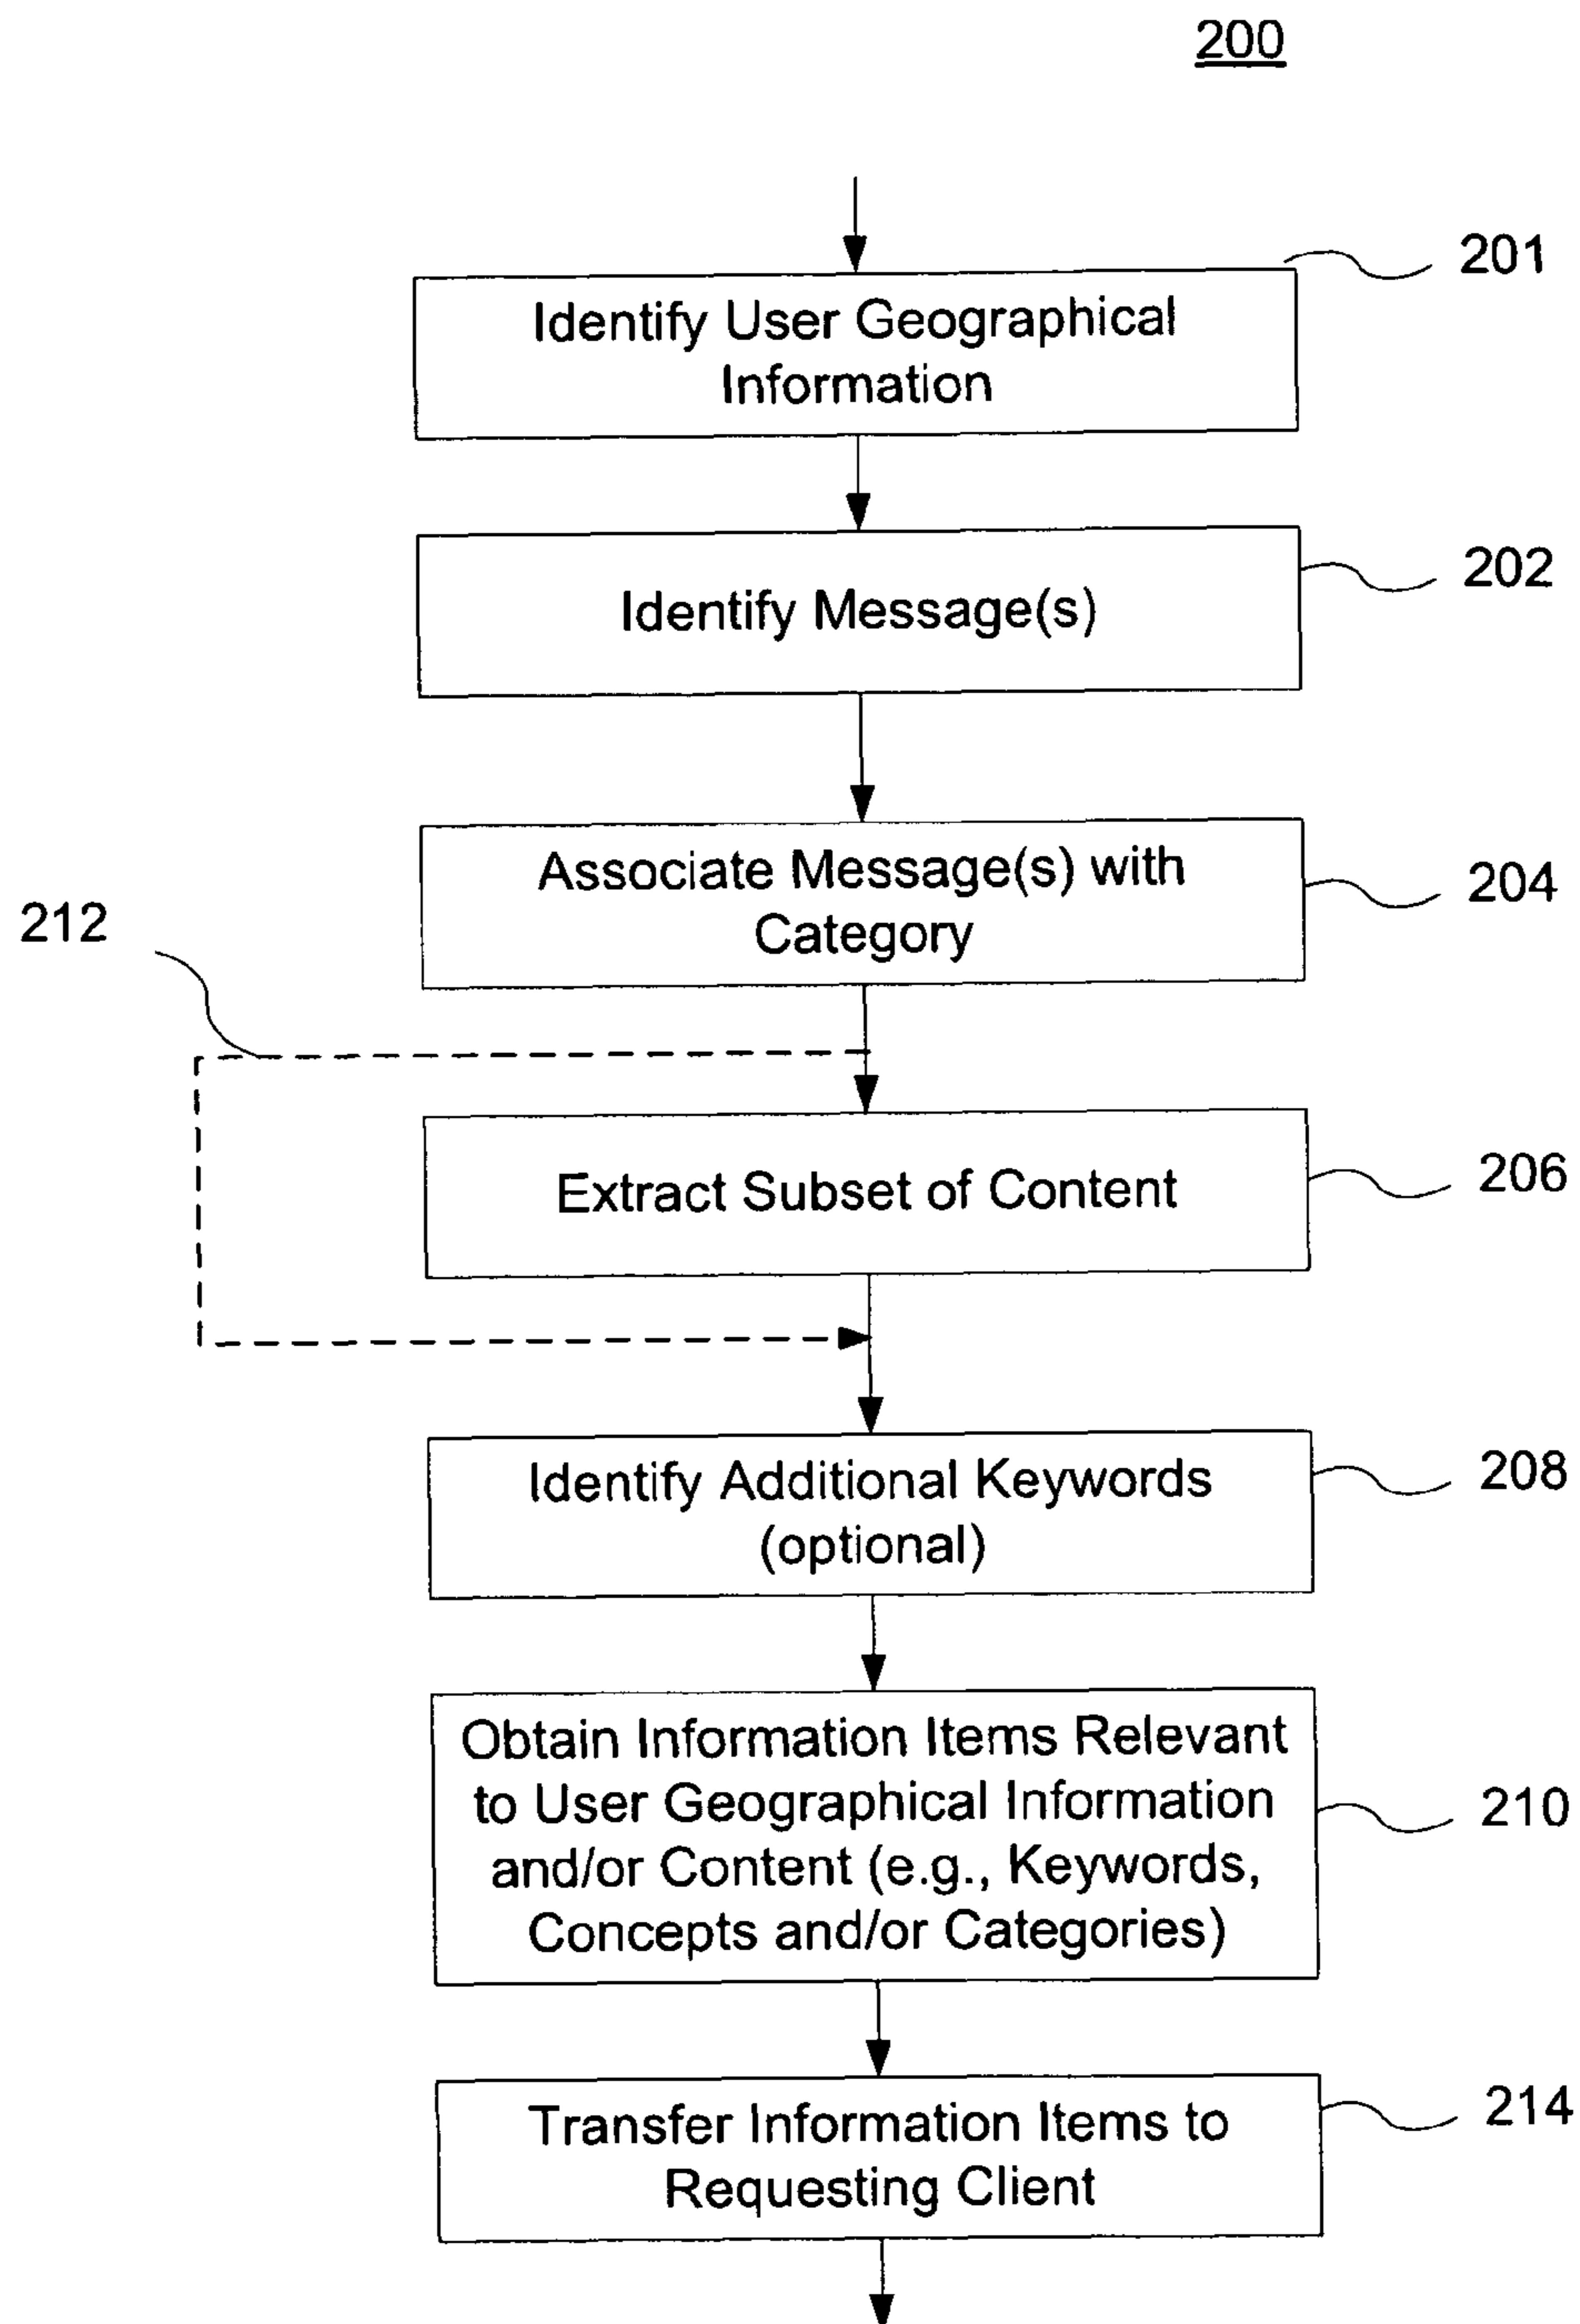 200
201
Identify User Geographical
Information
202
Identify Message(s)
204
Associate Message(s) with
Category
212
206
Extract Subset of Content
208
Identify Additional Keywords
(optional)
Obtain Information Items Relevant
to User Geographical Information
and/or Content (e.g., Keywords,
Concepts and/or Categories)
210
214
Transfer Information Items to
Requesting Client